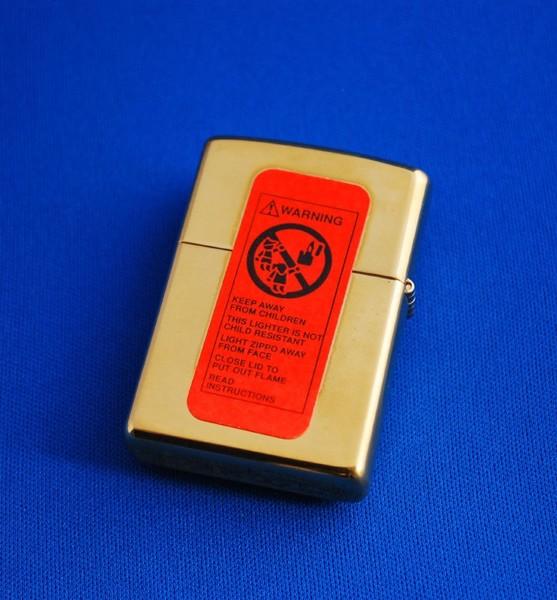 WARNING
KEEP AWAY
FROM CHILDREN
THIS LIGHTER IS NOT
CHILD RESISTANT
LIGHT ZIPPO AWAY
FROM FACE
CLOSE LID TO
PUT OUT FLAME
READ
INSTRUCTIONS